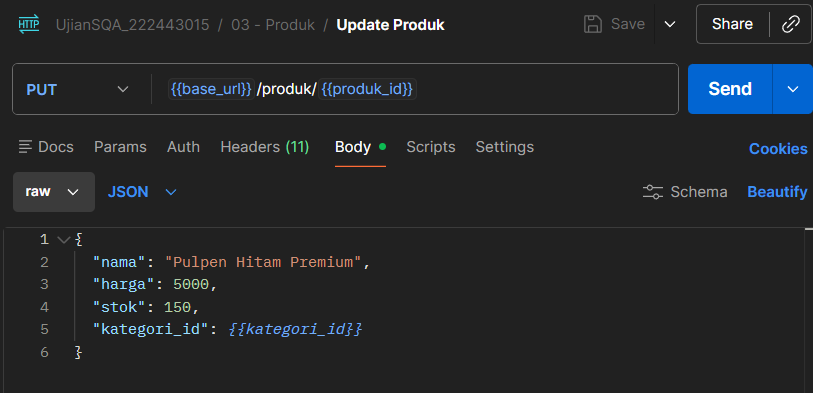 HTTP UjianSQA_222443015 / 03 - Produk / Update Produk Save Share
PUT {{base_url}} /produk/ {{produk_id}} Send
Docs Params Auth Headers (11) Body Scripts Settings Cookies
raw JSON Schema Beautify
1 {
2 "nama": "Pulpen Hitam Premium",
3 "harga": 5000,
4 "stok": 150,
5 "kategori_id": {{kategori_id}}
6 }